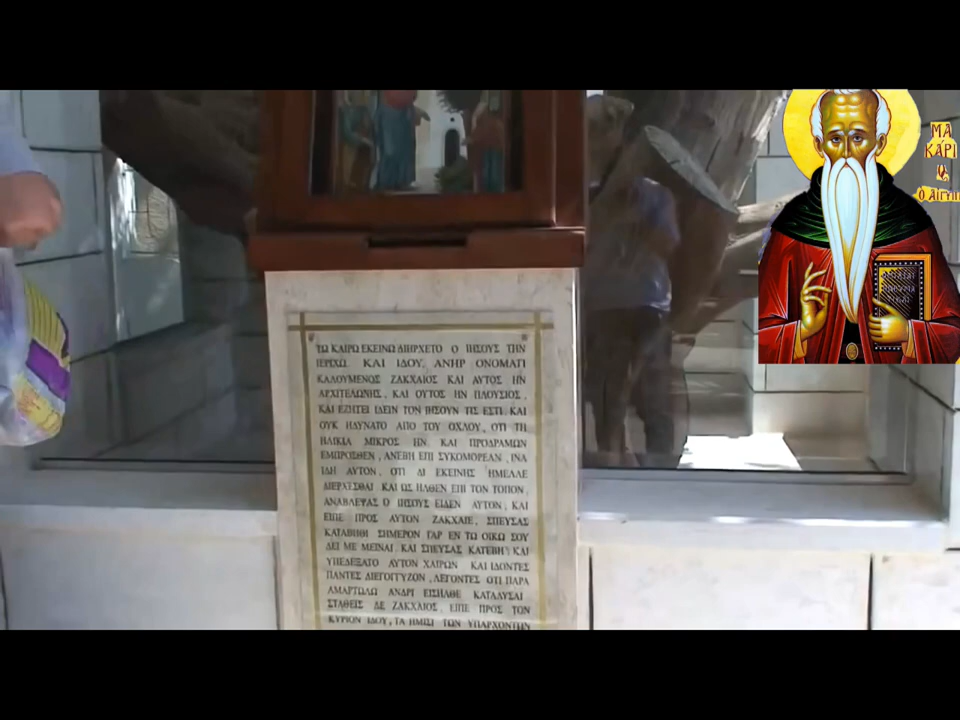 ΤΩ ΚΑΙΡΩ ΕΚΕΙΝΩ ΔΙΗΡΧΕΤΟ Ο ΙΗΣΟΥΣ ΤΗΝ
ΙΕΡΙΧΩ ΚΑΙ ΙΔΟΥ, ΑΝΗΡ ΟΝΟΜΑΤΙ
ΚΑΛΟΥΜΕΝΟΣ ΖΑΚΧΑΙΟΣ ΚΑΙ ΑΥΤΟΣ ΗΝ
ΑΡΧΙΤΕΛΩΝΗΣ, ΚΑΙ ΟΥΤΟΣ ΗΝ ΠΛΟΥΣΙΟΣ,
ΚΑΙ ΕΖΗΤΕΙ ΙΔΕΙΝ ΤΟΝ ΙΗΣΟΥΝ ΤΙΣ ΕΣΤΙ, ΚΑΙ
ΟΥΚ ΗΔΥΝΑΤΟ ΑΠΟ ΤΟΥ ΟΧΛΟΥ, ΟΤΙ ΤΗ
ΗΛΙΚΙΑ ΜΙΚΡΟΣ ΗΝ. ΚΑΙ ΠΡΟΔΡΑΜΩΝ
ΕΜΠΡΟΣΘΕΝ, ΑΝΕΒΗ ΕΠΙ ΣΥΚΟΜΟΡΕΑΝ, ΙΝΑ
ΙΔΗ ΑΥΤΟΝ, ΟΤΙ ΔΙ ΕΚΕΙΝΗΣ ΗΜΕΛΛΕ
ΔΙΕΡΧΕΣΘΑΙ ΚΑΙ ΩΣ ΗΛΘΕΝ ΕΠΙ ΤΟΝ ΤΟΠΟΝ,
ΑΝΑΒΛΕΨΑΣ Ο ΙΗΣΟΥΣ ΕΙΔΕΝ ΑΥΤΟΝ, ΚΑΙ
ΕΙΠΕ ΠΡΟΣ ΑΥΤΟΝ ΖΑΚΧΑΙΕ, ΣΠΕΥΣΑΣ
ΚΑΤΑΒΗΘΙ ΣΗΜΕΡΟΝ ΓΑΡ ΕΝ ΤΩ ΟΙΚΩ ΣΟΥ
ΔΕΙ ΜΕ ΜΕΙΝΑΙ. ΚΑΙ ΣΠΕΥΣΑΣ ΚΑΤΕΒΗ, ΚΑΙ
ΥΠΕΔΕΞΑΤΟ ΑΥΤΟΝ ΧΑΙΡΩΝ ΚΑΙ ΙΔΟΝΤΕΣ
ΠΑΝΤΕΣ ΔΙΕΓΟΓΓΥΖΟΝ, ΛΕΓΟΝΤΕΣ ΟΤΙ ΠΑΡΑ
ΑΜΑΡΤΩΛΩ ΑΝΔΡΙ ΕΙΣΗΛΘΕ ΚΑΤΑΛΥΣΑΙ
ΣΤΑΘΕΙΣ ΔΕ ΖΑΚΧΑΙΟΣ, ΕΙΠΕ ΠΡΟΣ ΤΟΝ
ΚΥΡΙΟΝ ΙΔΟΥ, ΤΑ ΗΜΙΣΙ ΤΩΝ ΥΠΑΡΧΟΝΤΩΝ
ΜΑ
ΚΑΡΙ
Ο ΑΙΓΥΠ